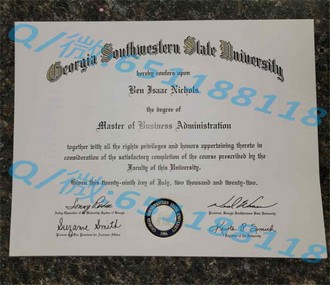 Georgia Southwestern State University
hereby confers upon
Ben Isaac Nichols
the degree of
Master of Business Administration
together with all the rights privileges and honors appertaining thereto in
consideration of the satisfactory completion of the course prescribed by the
Faculty of this University.
Given this twenty-ninth day of July, two thousand and twenty-two.
Suzanne Smith
Q/微:651188118
Q/微:651188118